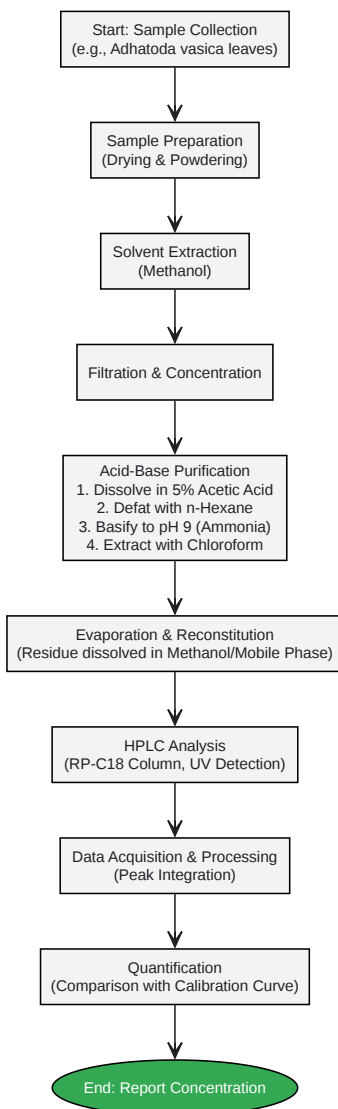 Start: Sample Collection
(e.g., Adhatoda vasica leaves)
Sample Preparation
(Drying & Powdering)
Solvent Extraction
(Methanol)
Filtration & Concentration
Acid-Base Purification
1. Dissolve in 5% Acetic Acid
2. Defat with n-Hexane
3. Basify to pH 9 (Ammonia)
4. Extract with Chloroform
Evaporation & Reconstitution
(Residue dissolved in Methanol/Mobile Phase)
HPLC Analysis
(RP-C18 Column, UV Detection)
Data Acquisition & Processing
(Peak Integration)
Quantification
(Comparison with Calibration Curve)
End: Report Concentration